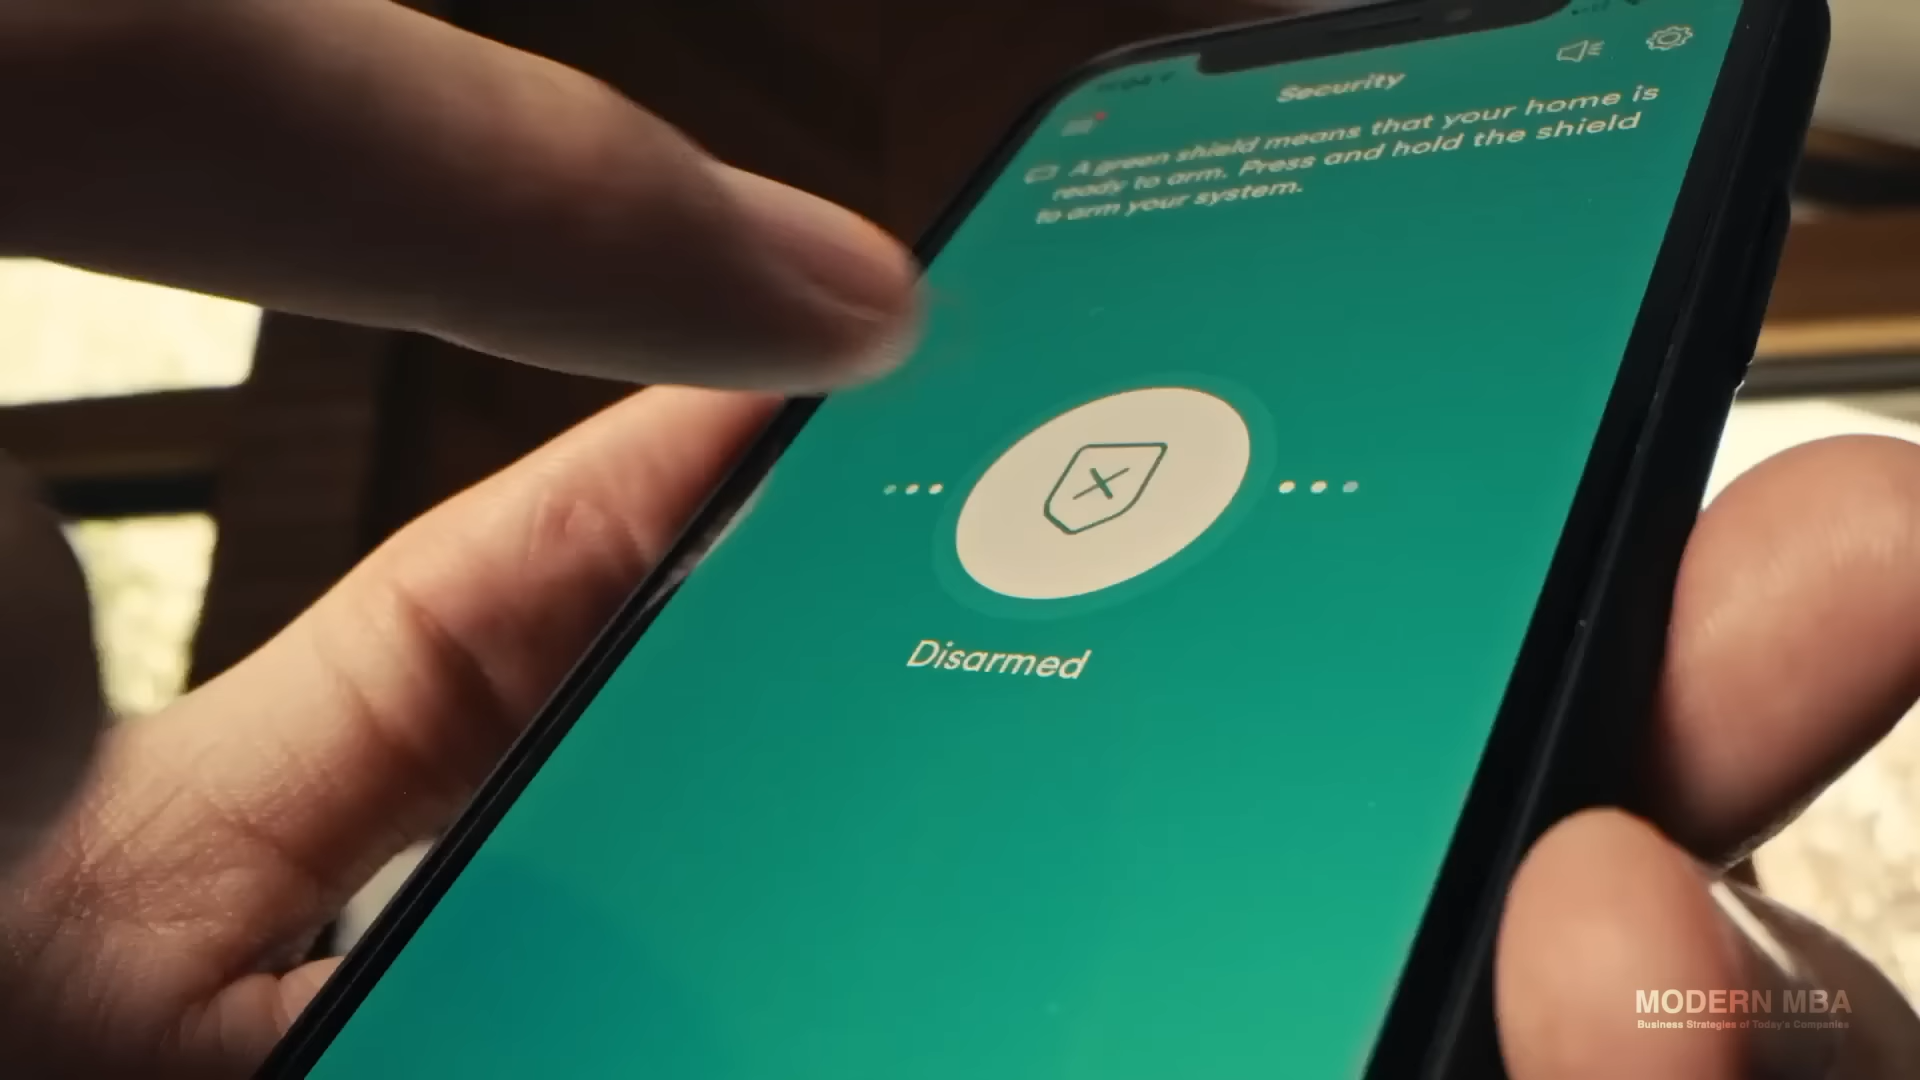 Security
A green shield means that your home is
ready to arm. Press and hold the shield
to arm your system.
Disarmed
MODERN MBA
Business Strategies of Today's Companies